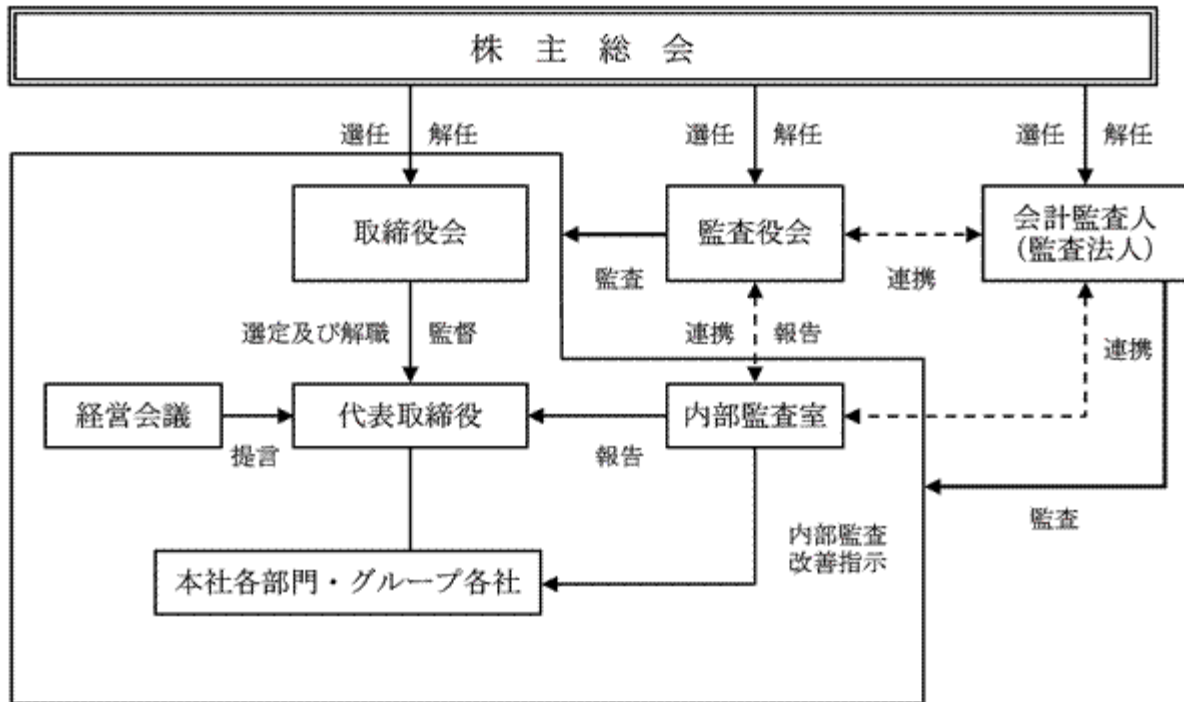 株主総会
選任 解任
選任 解任
選任 解任
取締役会
監査役会
会計監査人
（監査法人）
監査
連携
選定及び解職 監督
連携 報告
連携
経営会議
代表取締役
内部監査室
提言
報告
監査
内部監査
改善指示
本社各部門・グループ各社